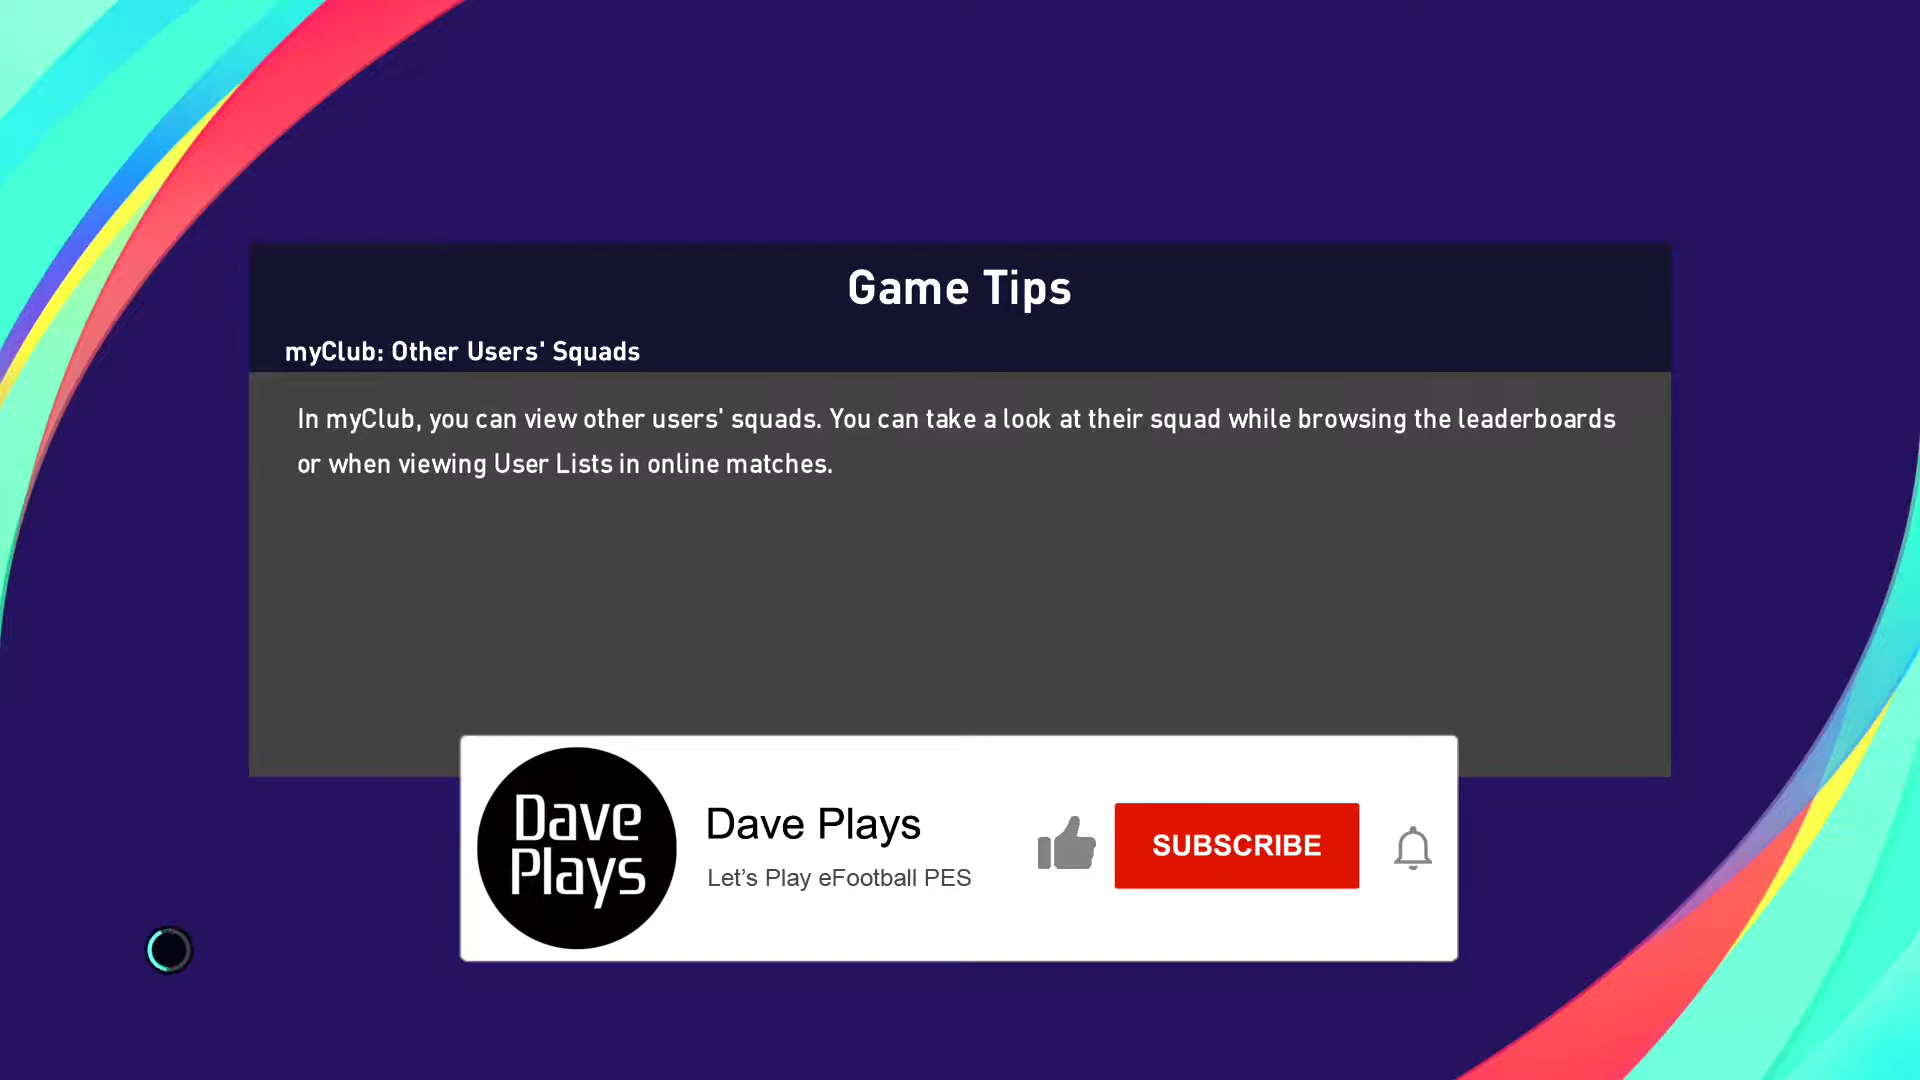 Game Tips
myClub: Other Users' Squads
In myClub, you can view other users' squads. You can take a look at their squad while browsing the leaderboards
or when viewing User Lists in online matches.
Dave
Plays
Dave Plays
Let’s Play eFootball PES
SUBSCRIBE